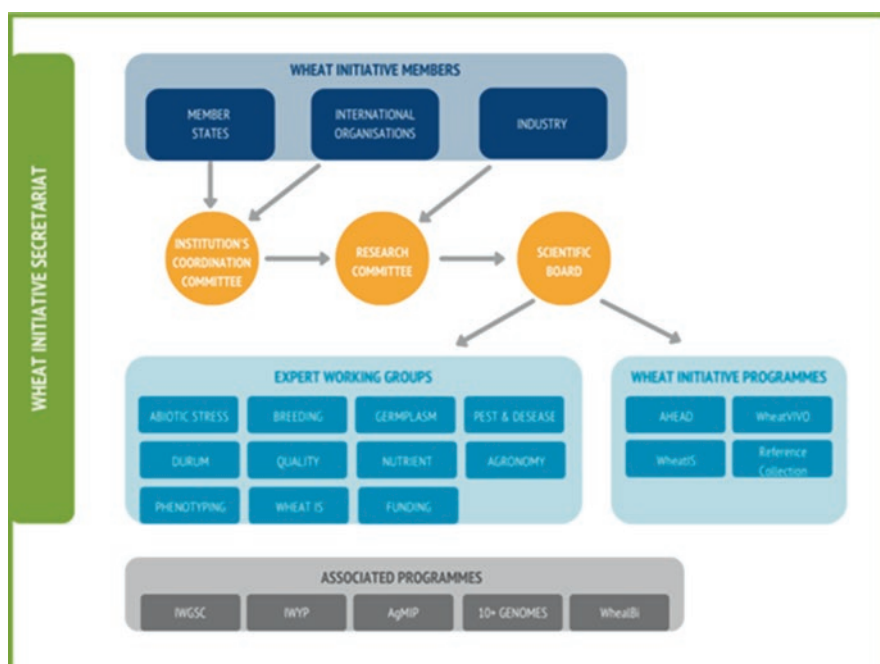 WHEAT INITIATIVE SECRETARIAT
WHEAT INITIATIVE MEMBERS
MEMBER
STATES
INTERNATIONAL
ORGANISATIONS
INDUSTRY
INSTITUTION'S
COORDINATION
COMMITTEE
RESEARCH
COMMITTEE
SCIENTIFIC
BOARD
EXPERT WORKING GROUPS
ABIOTIC STRESS
BREEDING
GERMPLASM
PEST & DESEASE
DURUM
QUALITY
NUTRIENT
AGRONOMY
PHENOTYPING
WHEAT IS
FUNDING
WHEAT INITIATIVE PROGRAMMES
AHEAD
WheatVIVO
WheatIS
Reference
Collection
ASSOCIATED PROGRAMMES
IWGSC
IWYP
AgMIP
10+ GENOMES
WhealBi